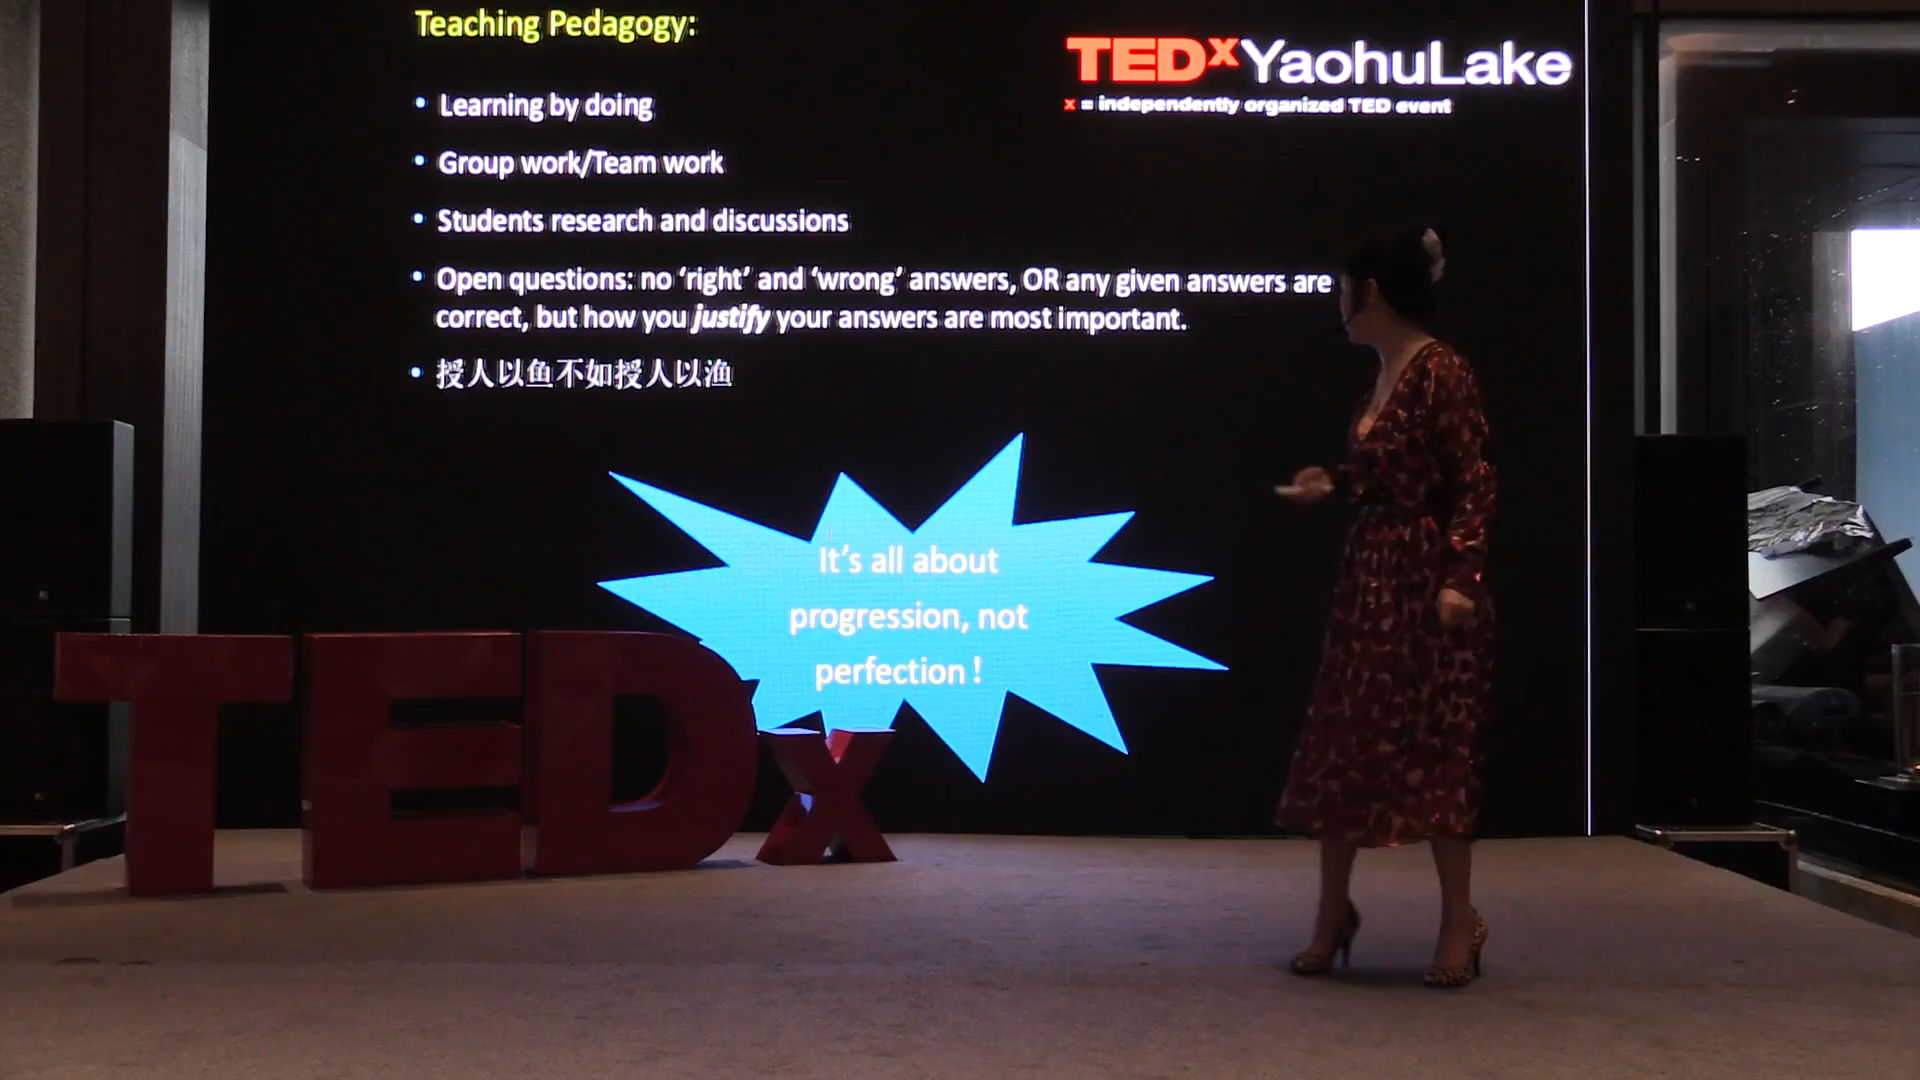 Teaching Pedagogy:
TEDxYaohuLake
x = independently organized TED event
• Learning by doing
• Group work/Team work
• Students research and discussions
• Open questions: no ‘right’ and ‘wrong’ answers, OR any given answers are
correct, but how you justify your answers are most important.
• 授人以鱼不如授人以渔
It’s all about
progression, not
perfection !
TEDx